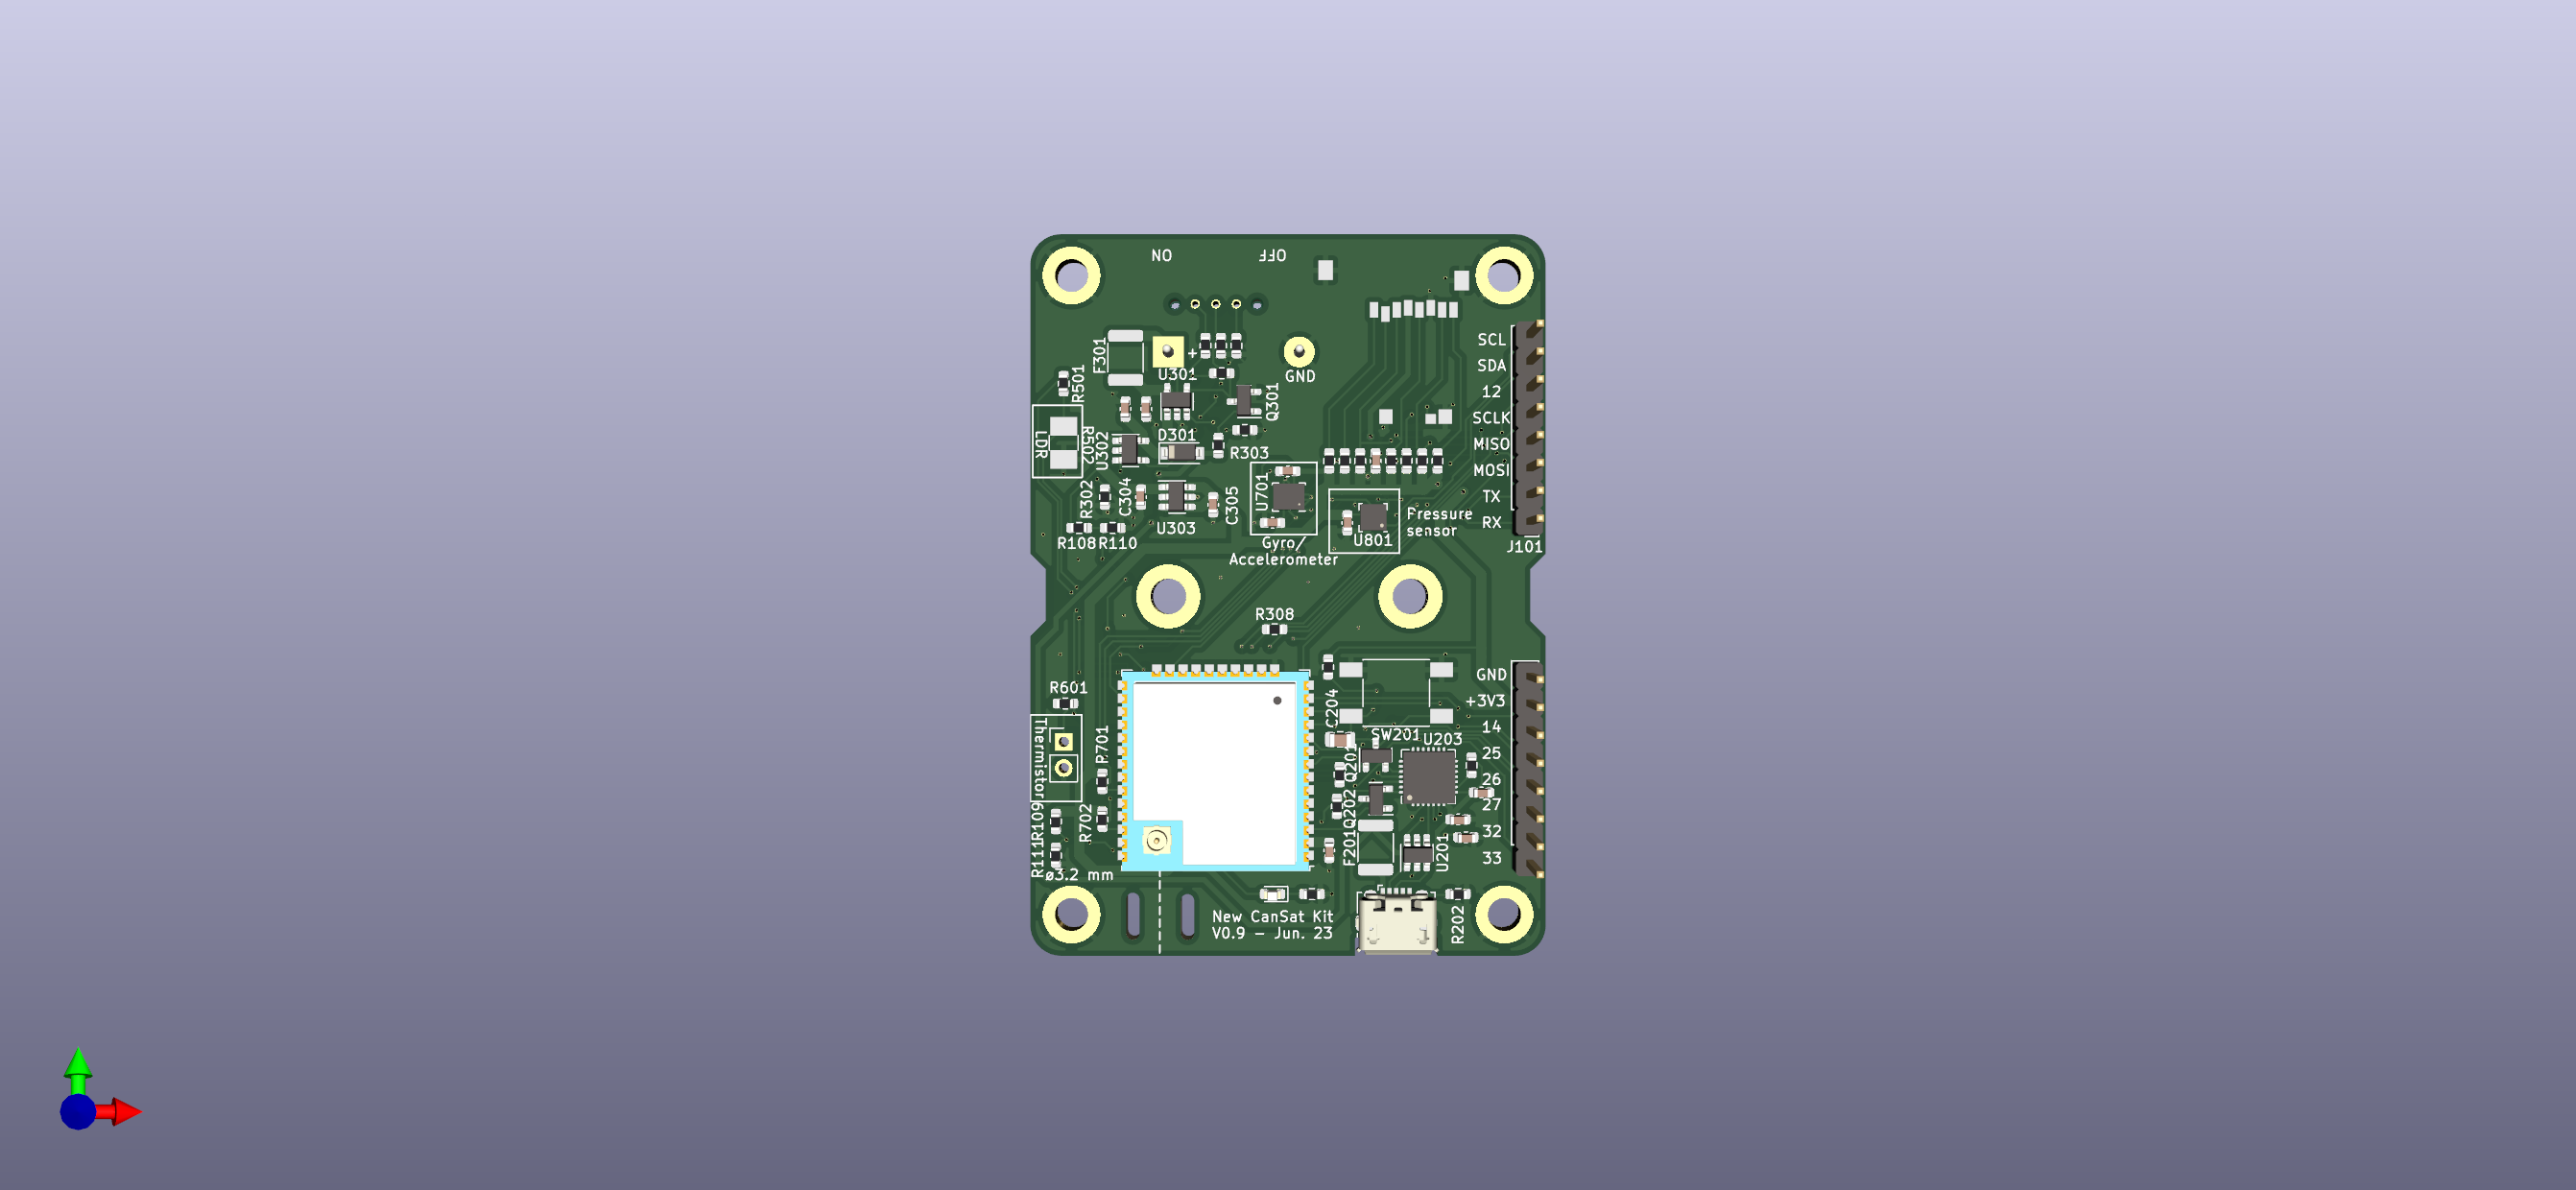 ON
OFF
F301
+
U301
GND
SCL
SDA
12
SCLK
MISO
MOSI
TX
RX
J101
R501
Q301
LDR
R502
U302
D301
R303
R302
C304
U303
C305
U701
Gyro/
Accelerometer
U801
Pressure
sensor
R108
R110
R308
R601
Thermistor
R701
R702
R111
ø3.2 mm
C204
SW201
U203
Q201
Q202
F201
U201
GND
+3V3
14
25
26
27
32
33
New CanSat Kit
V0.9 - Jun. 23
R202